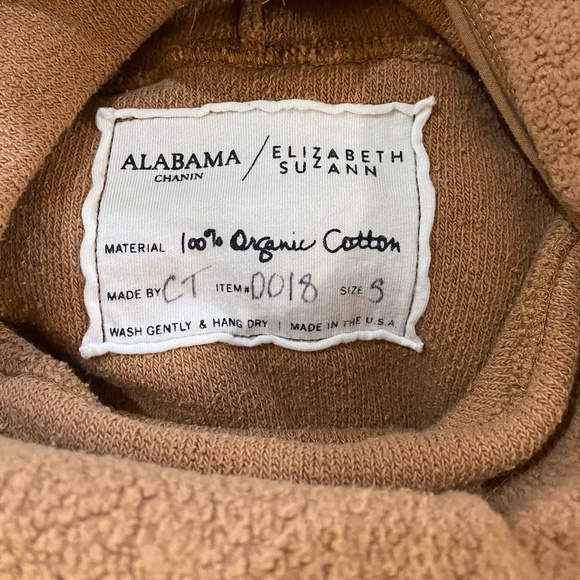 ALABAMA / ELIZABETH
CHANIN SUZANN
MATERIAL 100% Organic Cotton
MADE BY CT ITEM# D018 SIZE S
WASH GENTLY & HANG DRY | MADE IN THE U.S.A.